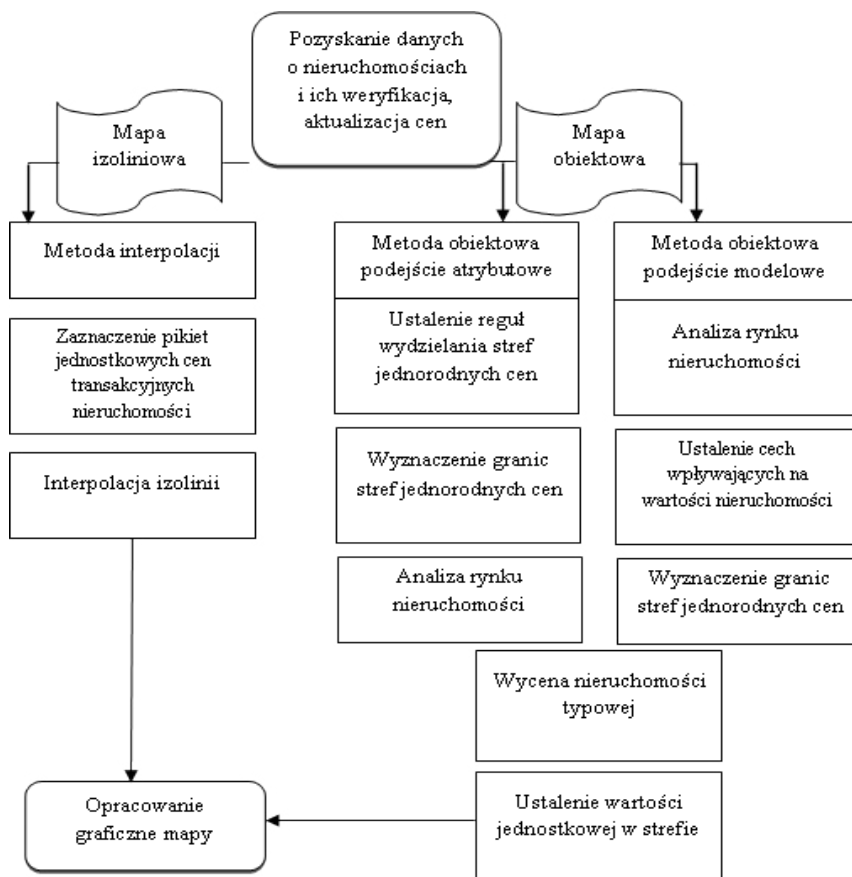 Pozyskanie danych
o nieruchomościach
i ich weryfikacja,
aktualizacja cen
Mapa
izoliniowa
Mapa
obiektowa
Metoda interpolacji
Metoda obiektowa
podejście atrybutowe
Metoda obiektowa
podejście modelowe
Zaznaczenie pikiet
jednostkowych cen
transakcyjnych
nieruchomości
Ustalenie reguł
wydzielania stref
jednorodnych cen
Analiza rynku
nieruchomości
Interpolacja izolinii
Wyznaczenie granic
stref jednorodnych cen
Ustalenie cech
wpływających na
wartości nieruchomości
Analiza rynku
nieruchomości
Wyznaczenie granic
stref jednorodnych cen
Wycena nieruchomości
typowej
Opracowanie
graficzne mapy
Ustalenie wartości
jednostkowej w strefie